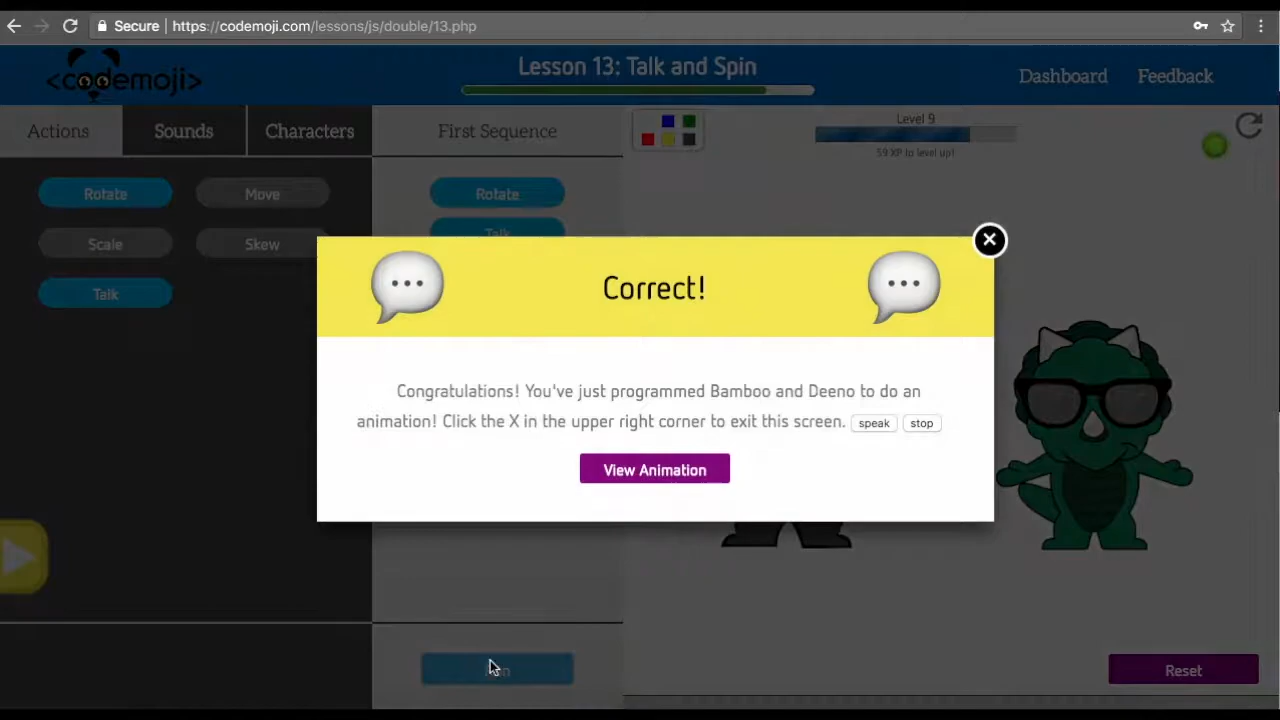 Secure | https://codemoji.com/lessons/js/double/13.php
<codemoji>
Lesson 13: Talk and Spin
Dashboard
Feedback
Actions
Sounds
Characters
First Sequence
Level 9
59 XP to level up!
Rotate
Move
Rotate
Scale
Skew
Talk
Talk
Correct!
Congratulations! You've just programmed Bamboo and Deeno to do an
animation! Click the X in the upper right corner to exit this screen. speak stop
View Animation
Reset